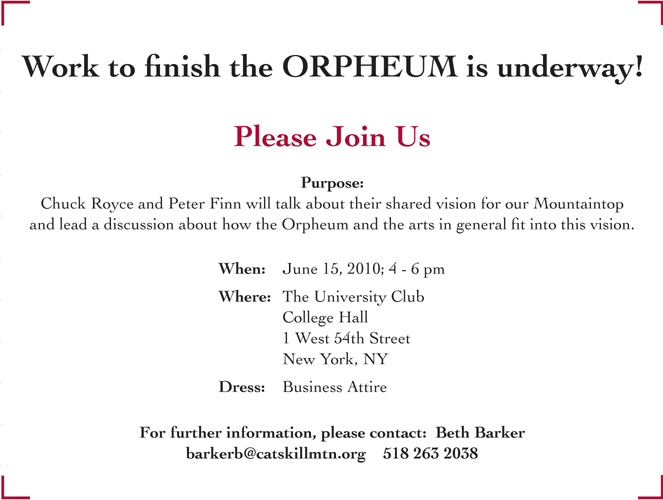 Work to finish the ORPHEUM is underway!
Please Join Us
Purpose:
Chuck Royce and Peter Finn will talk about their shared vision for our Mountaintop
and lead a discussion about how the Orpheum and the arts in general fit into this vision.
When: June 15, 2010; 4 - 6 pm
Where: The University Club
College Hall
1 West 54th Street
New York, NY
Dress: Business Attire
For further information, please contact: Beth Barker
barkerb@catskillmtn.org 518 263 2038